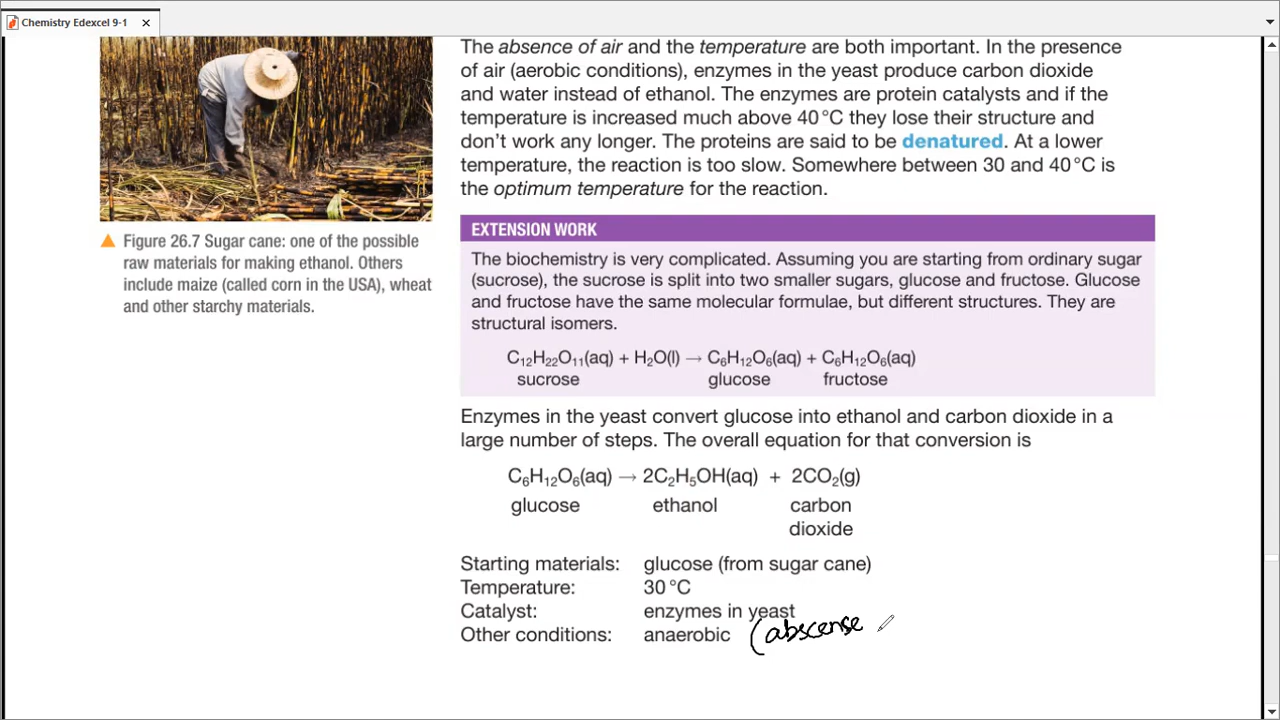 Chemistry Edexcel 9-1
The absence of air and the temperature are both important. In the presence
of air (aerobic conditions), enzymes in the yeast produce carbon dioxide
and water instead of ethanol. The enzymes are protein catalysts and if the
temperature is increased much above 40 °C they lose their structure and
don't work any longer. The proteins are said to be denatured. At a lower
temperature, the reaction is too slow. Somewhere between 30 and 40 °C is
the optimum temperature for the reaction.
▲ Figure 26.7 Sugar cane: one of the possible
raw materials for making ethanol. Others
include maize (called corn in the USA), wheat
and other starchy materials.
EXTENSION WORK
The biochemistry is very complicated. Assuming you are starting from ordinary sugar
(sucrose), the sucrose is split into two smaller sugars, glucose and fructose. Glucose
and fructose have the same molecular formulae, but different structures. They are
structural isomers.
C₁₂H₂₂O₁₁(aq) + H₂O(l) → C₆H₁₂O₆(aq) + C₆H₁₂O₆(aq)
sucrose glucose fructose
Enzymes in the yeast convert glucose into ethanol and carbon dioxide in a
large number of steps. The overall equation for that conversion is
C₆H₁₂O₆(aq) → 2C₂H₅OH(aq) + 2CO₂(g)
glucose ethanol carbon
dioxide
Starting materials: glucose (from sugar cane)
Temperature: 30 °C
Catalyst: enzymes in yeast
Other conditions: anaerobic (abscense